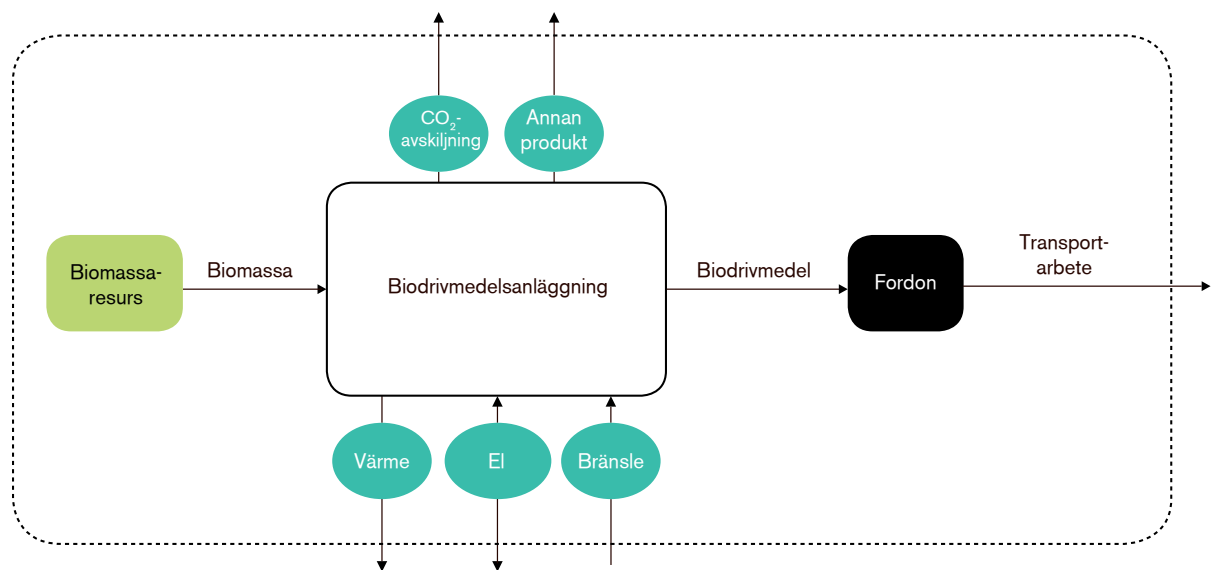 CO₂-
avskiljning
Annan
produkt
Biomassa-
resurs
Biomassa
Biodrivmedelsanläggning
Biodrivmedel
Fordon
Transport-
arbete
Värme
El
Bränsle